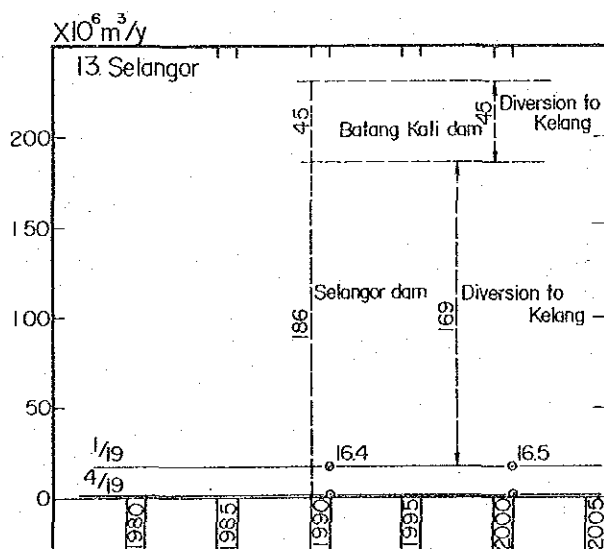 X10⁶m³/y
13. Selangor
200
150
100
50
0
45
Batang Kali dam
45
Diversion to
Kelang
186
Selangor dam
169
Diversion to
Kelang
1/19
16.4
16.5
4/19
1980
1985
1990
1995
2000
2005